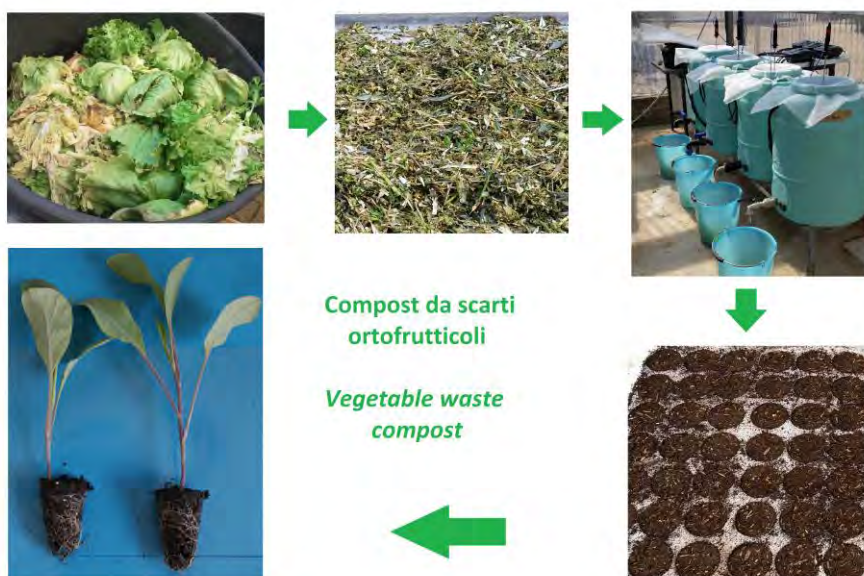 Compost da scarti
ortofrutticoli
Vegetable waste
compost